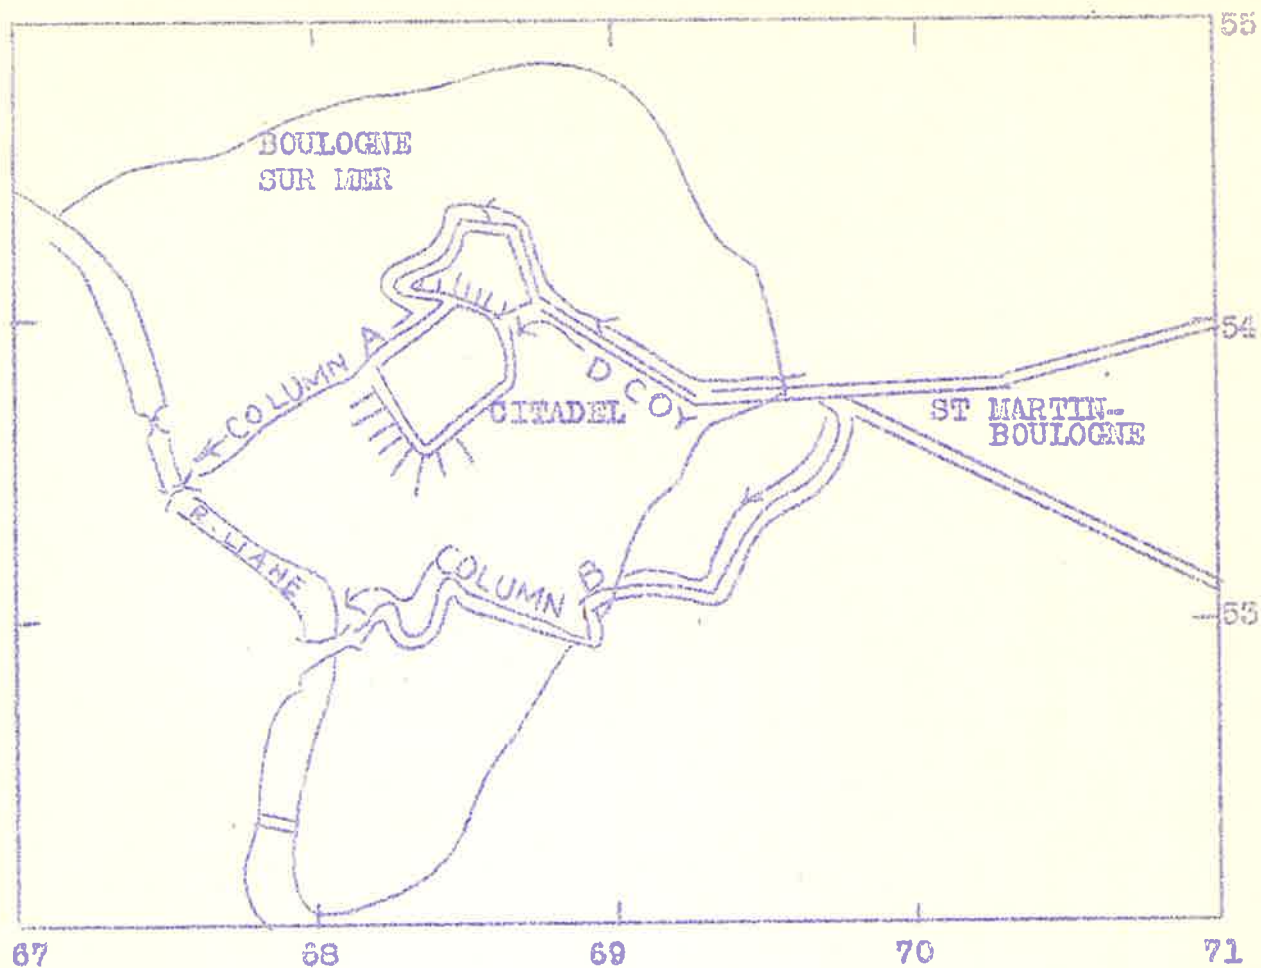 55
BOULOGNE
SUR MER
54
COLUMN A
D COY
CITADEL
ST MARTIN-
BOULOGNE
R. LIANE
COLUMN B
53
67 68 69 70 71